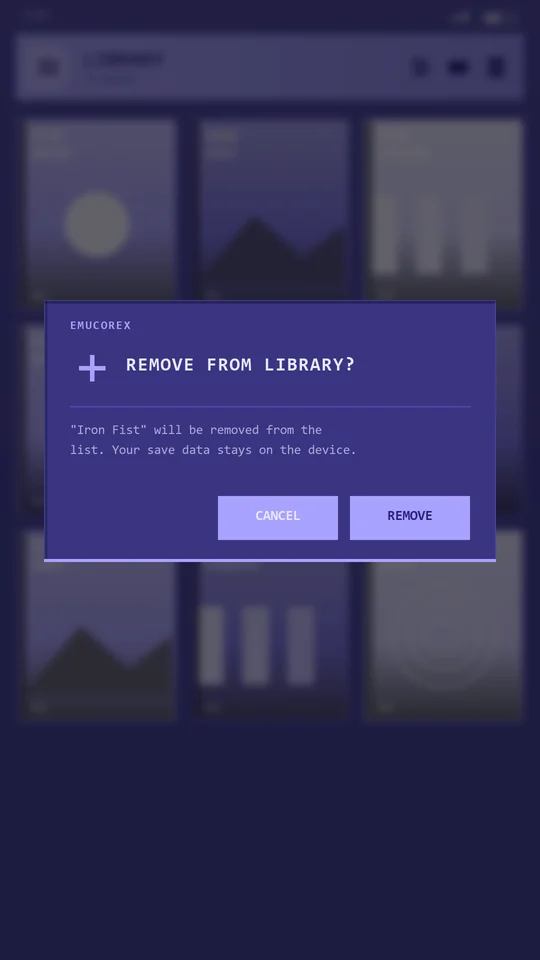 LIBRARY
EMUCOREX
REMOVE FROM LIBRARY?
"Iron Fist" will be removed from the
list. Your save data stays on the device.
CANCEL
REMOVE